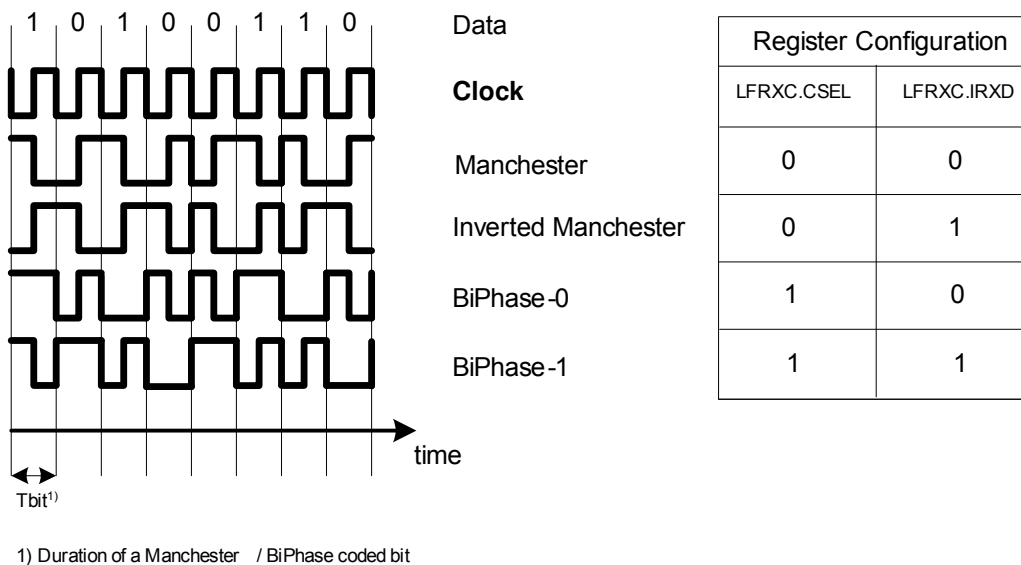 1 0 1 0 0 1 1 0 Data
Register Configuration
Clock
LFRXC.CSEL LFRXC.IRXD
Manchester 0 0
Inverted Manchester 0 1
BiPhase-0 1 0
BiPhase-1 1 1
time
Tbit1)
1) Duration of a Manchester / BiPhase coded bit